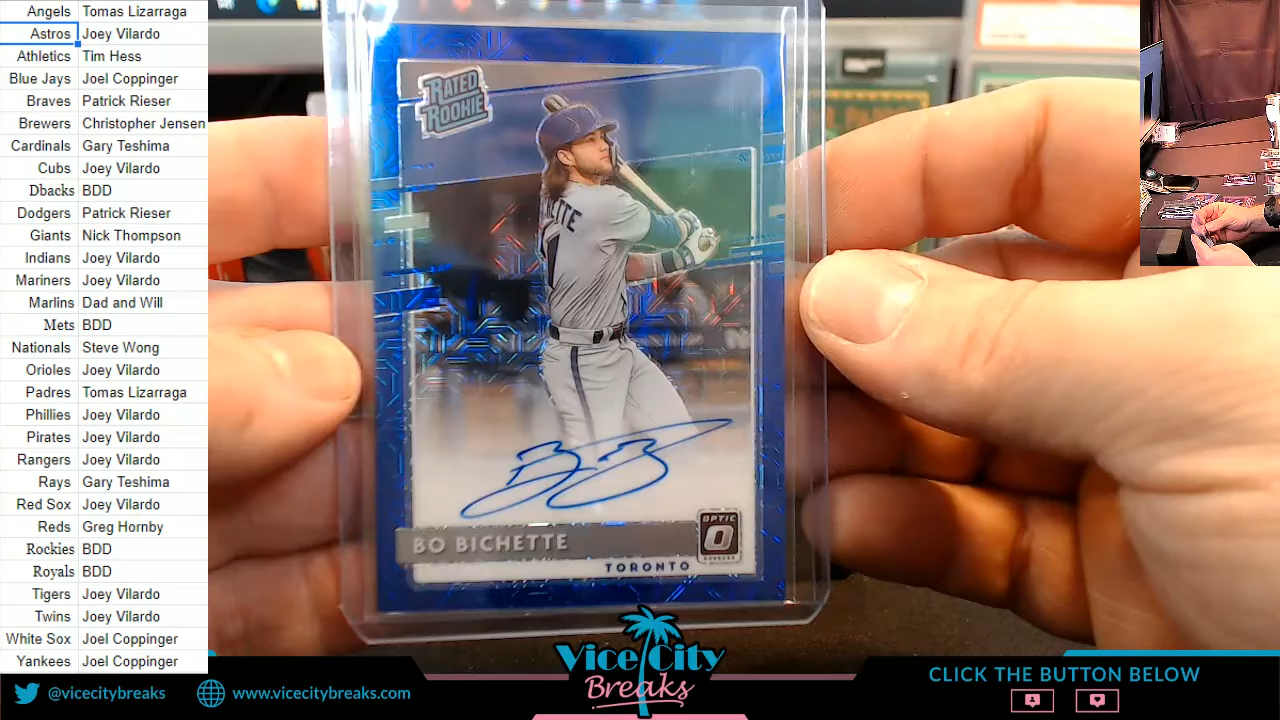 Angels Tomas Lizarraga
Astros Joey Vilardo
Athletics Tim Hess
Blue Jays Joel Coppinger
Braves Patrick Rieser
Brewers Christopher Jensen
Cardinals Gary Teshima
Cubs Joey Vilardo
Dbacks BDD
Dodgers Patrick Rieser
Giants Nick Thompson
Indians Joey Vilardo
Mariners Joey Vilardo
Marlins Dad and Will
Mets BDD
Nationals Steve Wong
Orioles Joey Vilardo
Padres Tomas Lizarraga
Phillies Joey Vilardo
Pirates Joey Vilardo
Rangers Joey Vilardo
Rays Gary Teshima
Red Sox Joey Vilardo
Reds Greg Hornby
Rockies BDD
Royals BDD
Tigers Joey Vilardo
Twins Joey Vilardo
White Sox Joel Coppinger
Yankees Joel Coppinger
RATED
ROOKIE
BO BICHETTE
TORONTO
OPTIC
@vicecitybreaks
www.vicecitybreaks.com
Vice City
Breaks
CLICK THE BUTTON BELOW